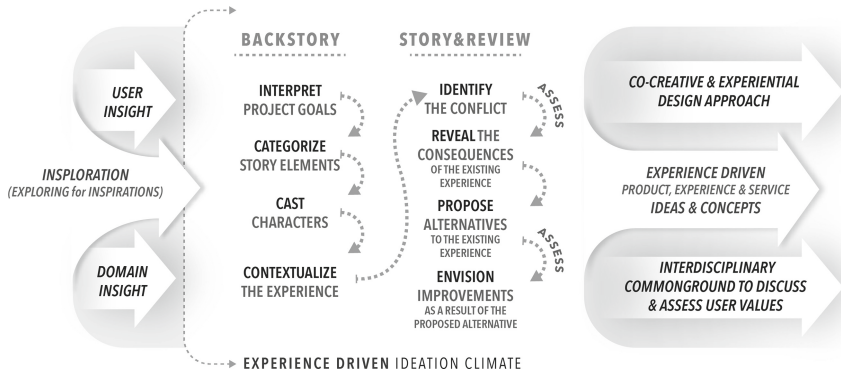 USER
INSIGHT
INSPLORATION
(EXPLORING for INSPIRATIONS)
DOMAIN
INSIGHT
BACKSTORY
INTERPRET
PROJECT GOALS
CATEGORIZE
STORY ELEMENTS
CAST
CHARACTERS
CONTEXTUALIZE
THE EXPERIENCE
STORY&REVIEW
IDENTIFY
THE CONFLICT
ASSESS
REVEAL THE
CONSEQUENCES
OF THE EXISTING
EXPERIENCE
PROPOSE
ALTERNATIVES
TO THE EXISTING
EXPERIENCE
ASSESS
ENVISION
IMPROVEMENTS
AS A RESULT OF THE
PROPOSED ALTERNATIVE
EXPERIENCE DRIVEN IDEATION CLIMATE
CO-CREATIVE & EXPERIENTIAL
DESIGN APPROACH
EXPERIENCE DRIVEN
PRODUCT, EXPERIENCE & SERVICE
IDEAS & CONCEPTS
INTERDISCIPLINARY
COMMONGROUND TO DISCUSS
& ASSESS USER VALUES